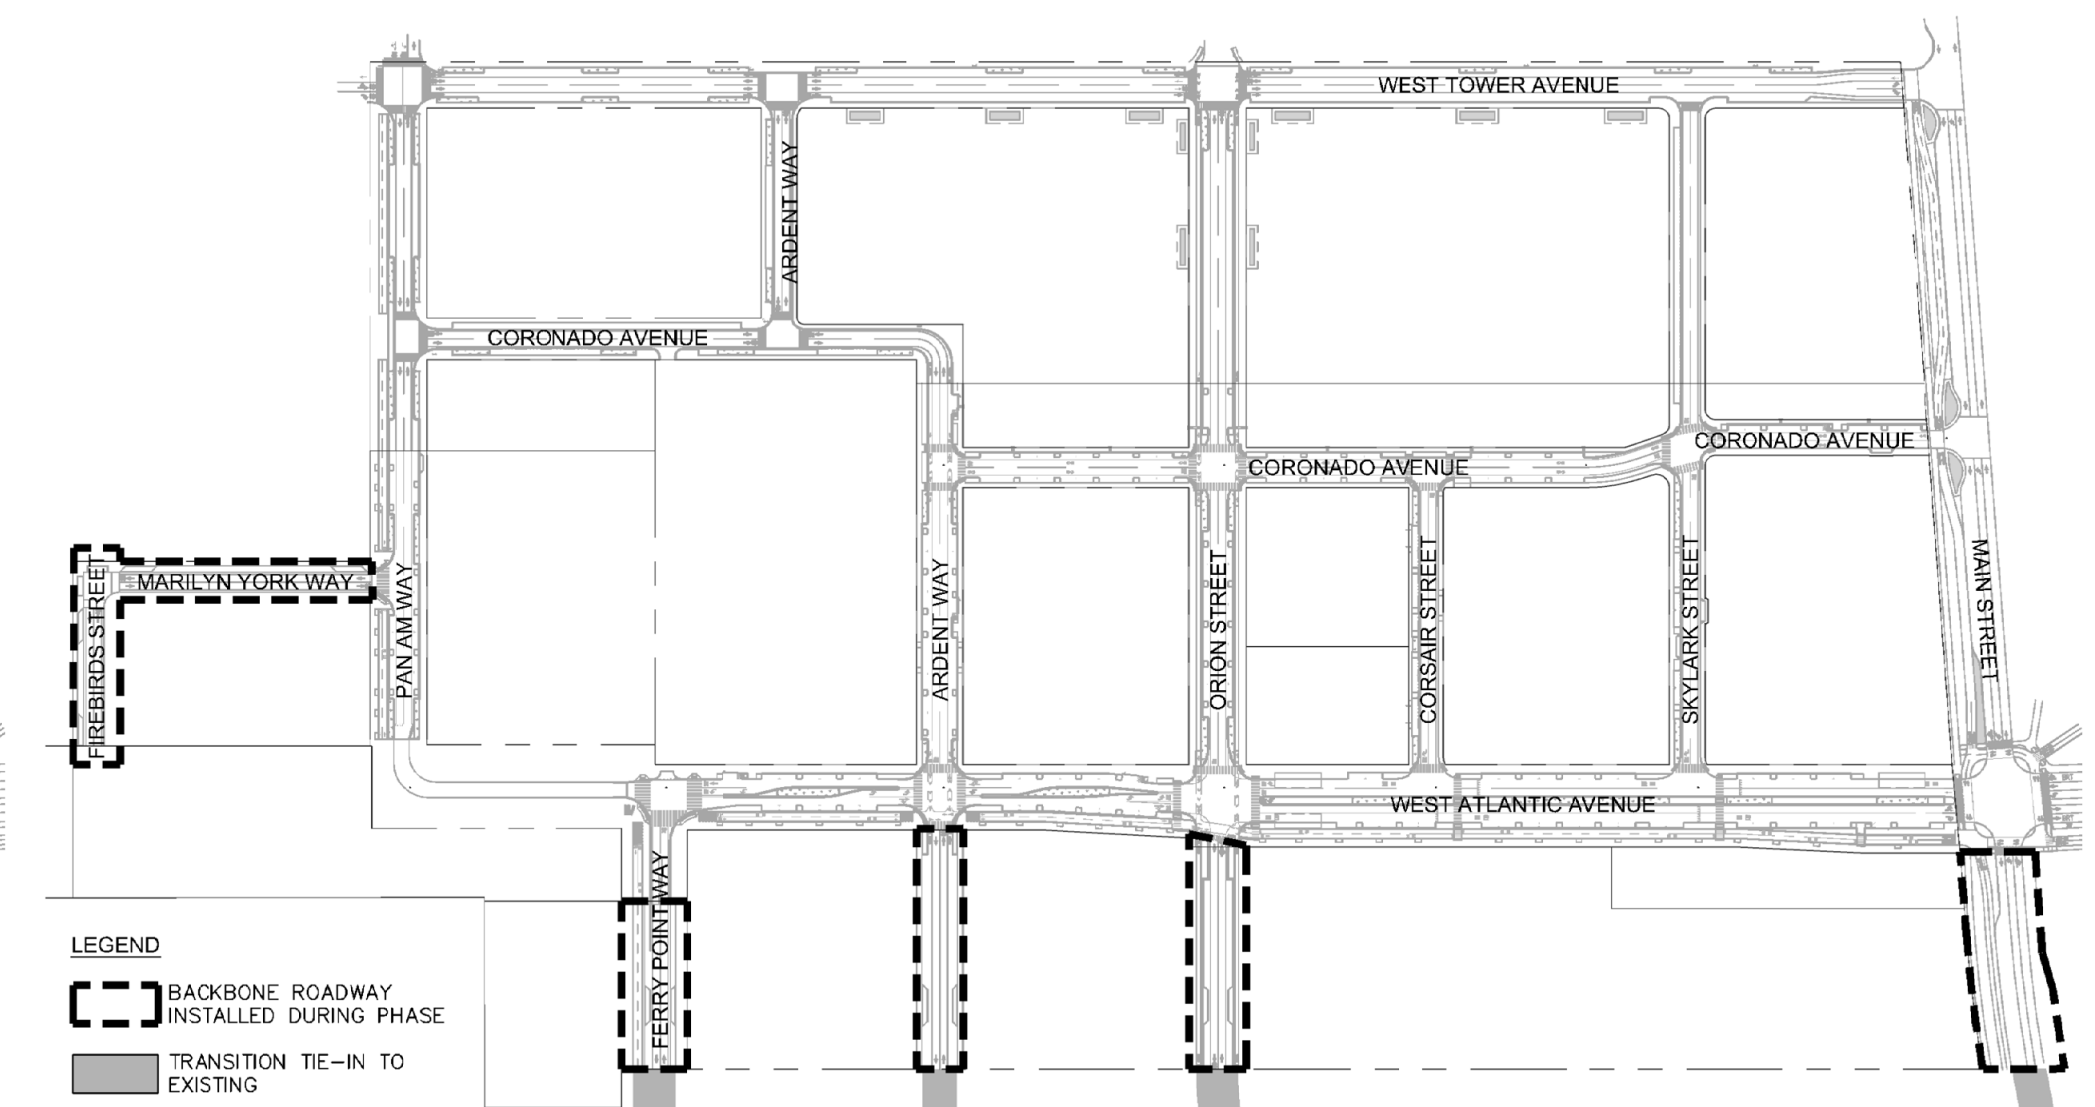 WEST TOWER AVENUE
ARDENT WAY
CORONADO AVENUE
CORONADO AVENUE
CORONADO AVENUE
MARILYN YORK WAY
FIREBIRDS STREET
PAN AM WAY
ARDENT WAY
ORION STREET
CORSAIR STREET
SKYLARK STREET
MAIN STREET
WEST ATLANTIC AVENUE
FERRY POINT WAY
LEGEND
BACKBONE ROADWAY
INSTALLED DURING PHASE
TRANSITION TIE-IN TO
EXISTING